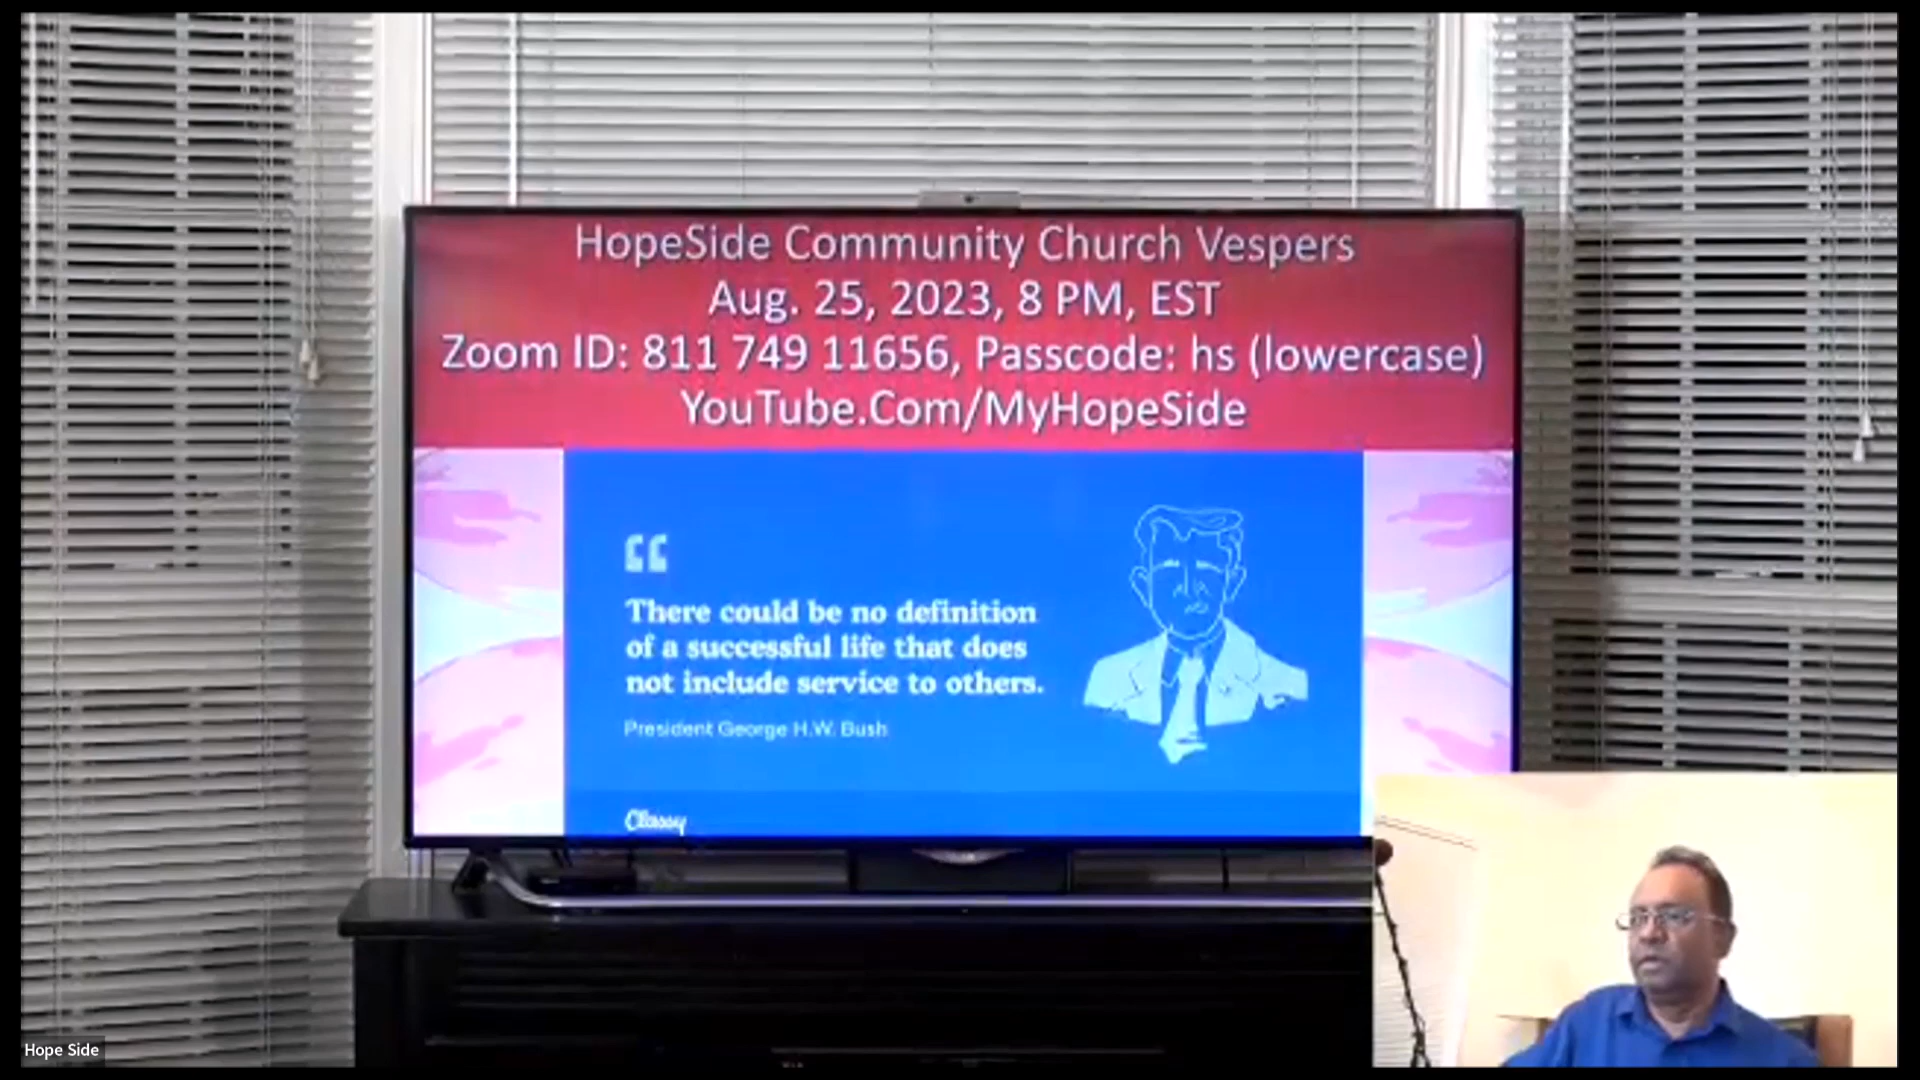 HopeSide Community Church Vespers
Aug. 25, 2023, 8 PM, EST
Zoom ID: 811 749 11656, Passcode: hs (lowercase)
YouTube.Com/MyHopeSide
“
There could be no definition
of a successful life that does
not include service to others.
President George H.W. Bush
Classy
Hope Side